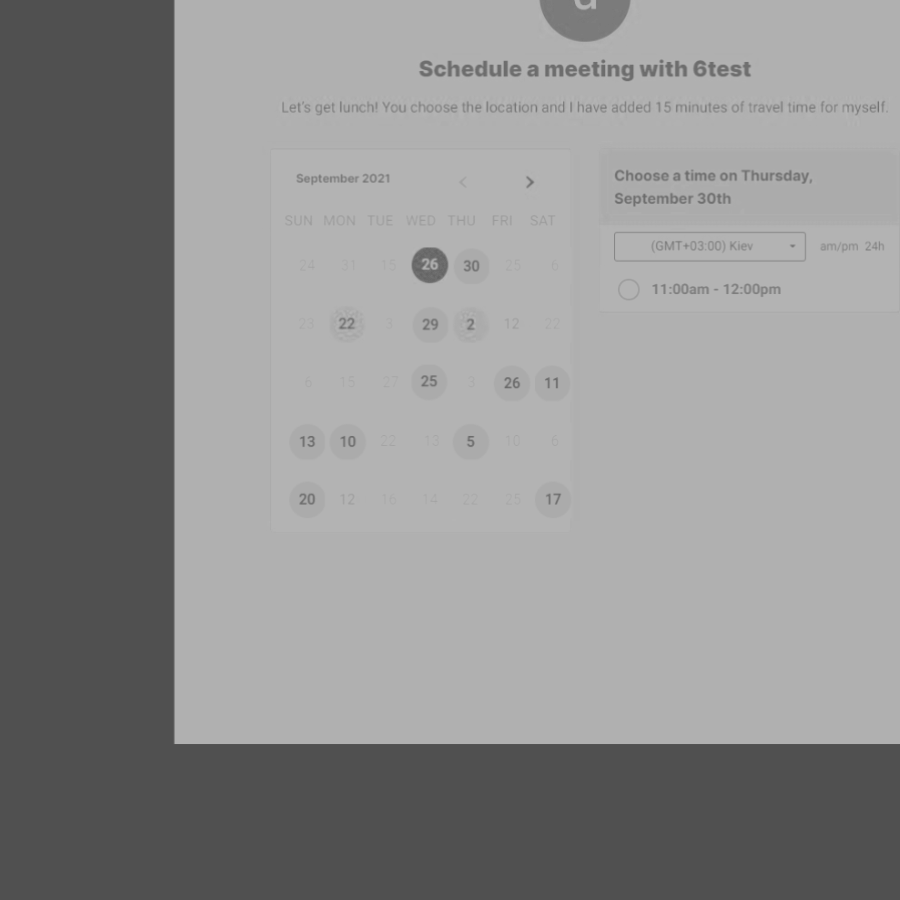 Schedule a meeting with 6test
Let's get lunch! You choose the location and I have added 15 minutes of travel time for myself.
September 2021
SUN MON TUE WED THU FRI SAT
24 31 15 26 30 25 6
23 22 29 2 12 22
6 15 27 25 3 26 11
13 10 22 13 5 10 6
20 12 16 14 22 25 17
Choose a time on Thursday,
September 30th
(GMT+03:00) Kiev am/pm 24h
11:00am - 12:00pm